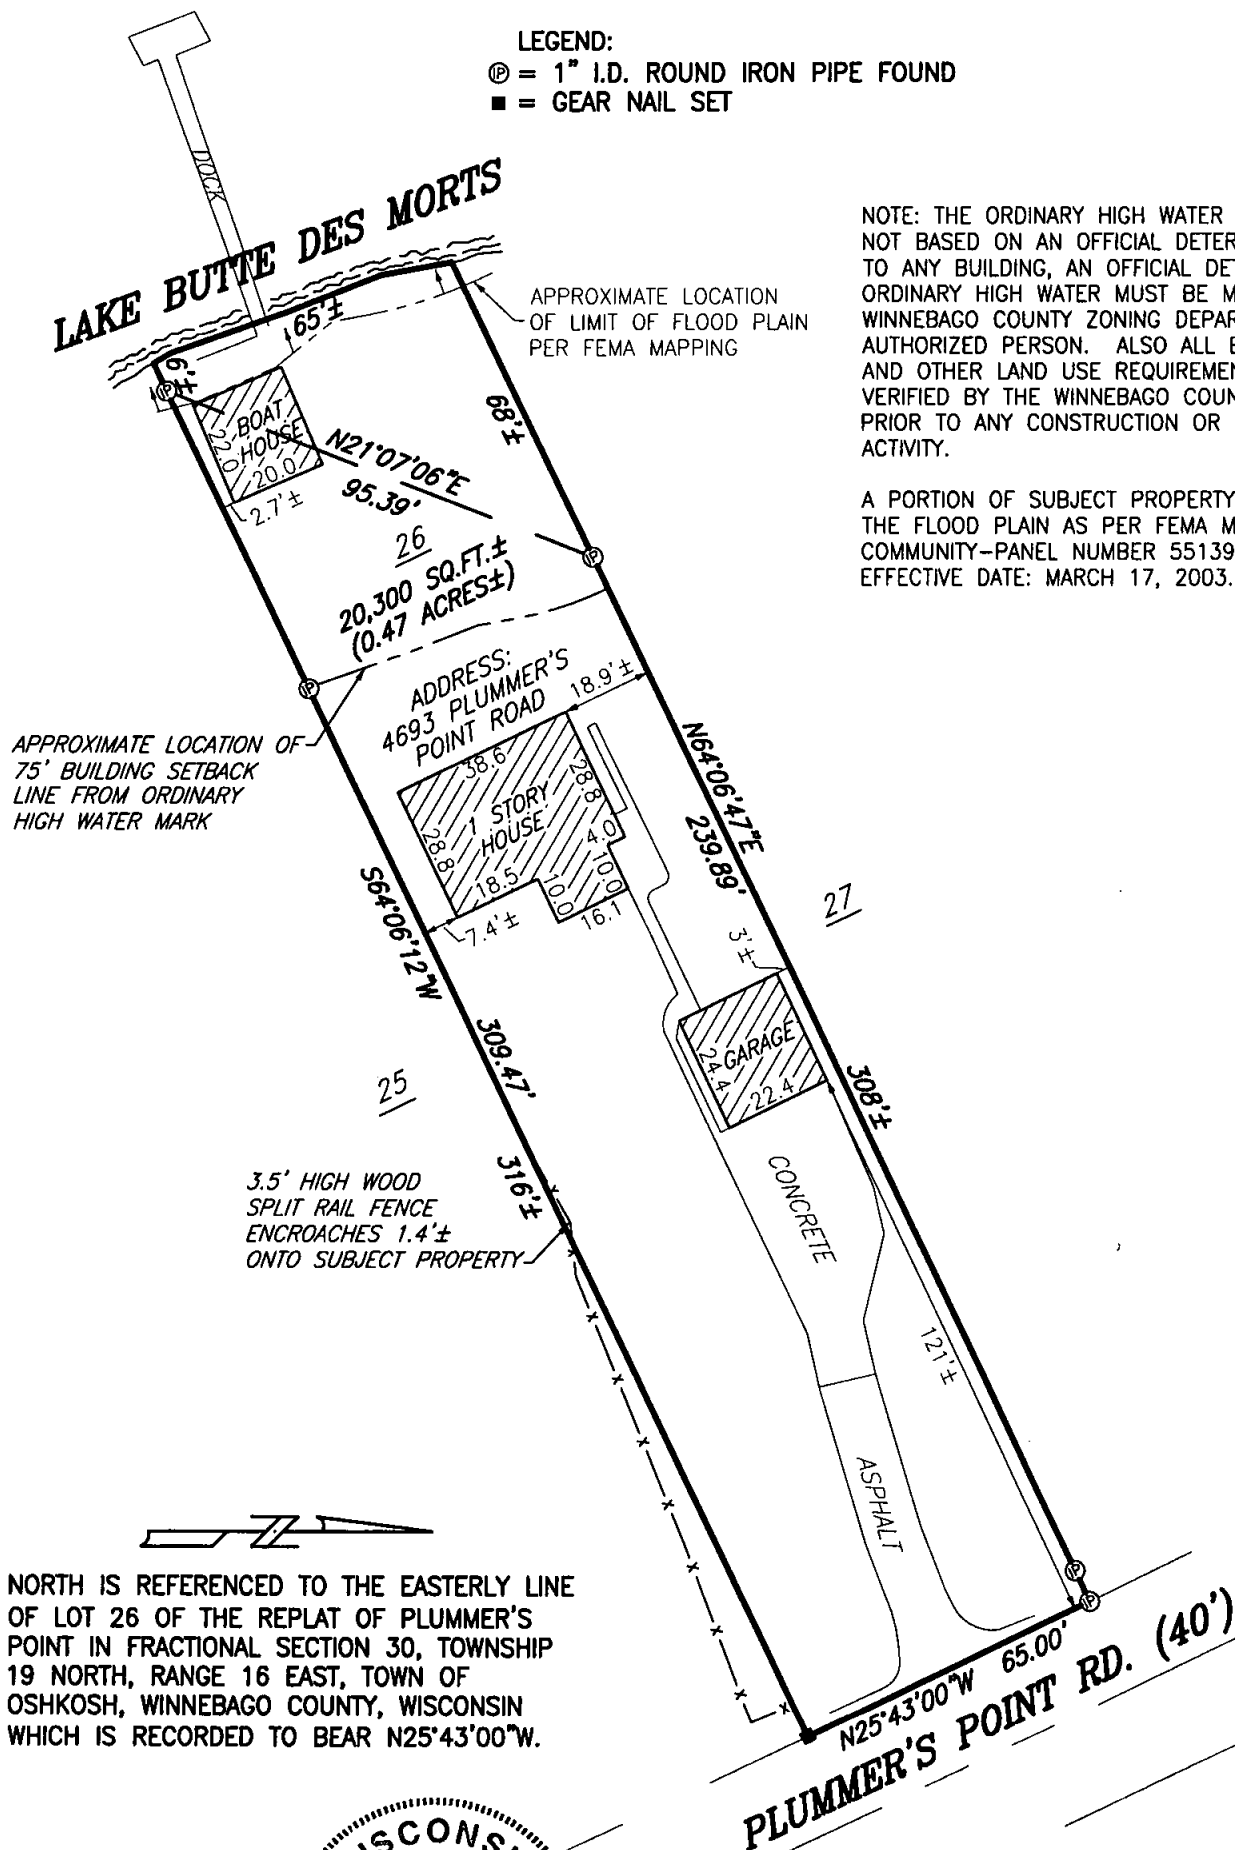 LEGEND:
Ⓟ = 1" I.D. ROUND IRON PIPE FOUND
■ = GEAR NAIL SET
DOCK
LAKE BUTTE DES MORTS
NOTE: THE ORDINARY HIGH WATER
NOT BASED ON AN OFFICIAL DETER
TO ANY BUILDING, AN OFFICIAL DET
ORDINARY HIGH WATER MUST BE M
WINNEBAGO COUNTY ZONING DEPAR
AUTHORIZED PERSON. ALSO ALL B
AND OTHER LAND USE REQUIREMEN
VERIFIED BY THE WINNEBAGO COUN
PRIOR TO ANY CONSTRUCTION OR
ACTIVITY.
A PORTION OF SUBJECT PROPERTY
THE FLOOD PLAIN AS PER FEMA M
COMMUNITY-PANEL NUMBER 55139
EFFECTIVE DATE: MARCH 17, 2003.
APPROXIMATE LOCATION
OF LIMIT OF FLOOD PLAIN
PER FEMA MAPPING
65'±
6'±
68'±
BOAT
HOUSE
22.0
20.0
2.7'±
N21°07'06"E
95.39'
26
20,300 SQ.FT.±
(0.47 ACRES±)
ADDRESS:
4693 PLUMMER'S
POINT ROAD
18.9'±
APPROXIMATE LOCATION OF
75' BUILDING SETBACK
LINE FROM ORDINARY
HIGH WATER MARK
38.6
28.8
1 STORY
HOUSE
28.8
4.0
18.5
10.0
10.0
16.1
7.4'±
N64°06'47"E
239.89'
S64°06'12"W
309.47'
316'±
27
3'±
GARAGE
24.4
22.4
308'±
25
3.5' HIGH WOOD
SPLIT RAIL FENCE
ENCROACHES 1.4'±
ONTO SUBJECT PROPERTY
CONCRETE
121'±
ASPHALT
N25°43'00"W 65.00'
PLUMMER'S POINT RD. (40')
NORTH IS REFERENCED TO THE EASTERLY LINE
OF LOT 26 OF THE REPLAT OF PLUMMER'S
POINT IN FRACTIONAL SECTION 30, TOWNSHIP
19 NORTH, RANGE 16 EAST, TOWN OF
OSHKOSH, WINNEBAGO COUNTY, WISCONSIN
WHICH IS RECORDED TO BEAR N25°43'00"W.